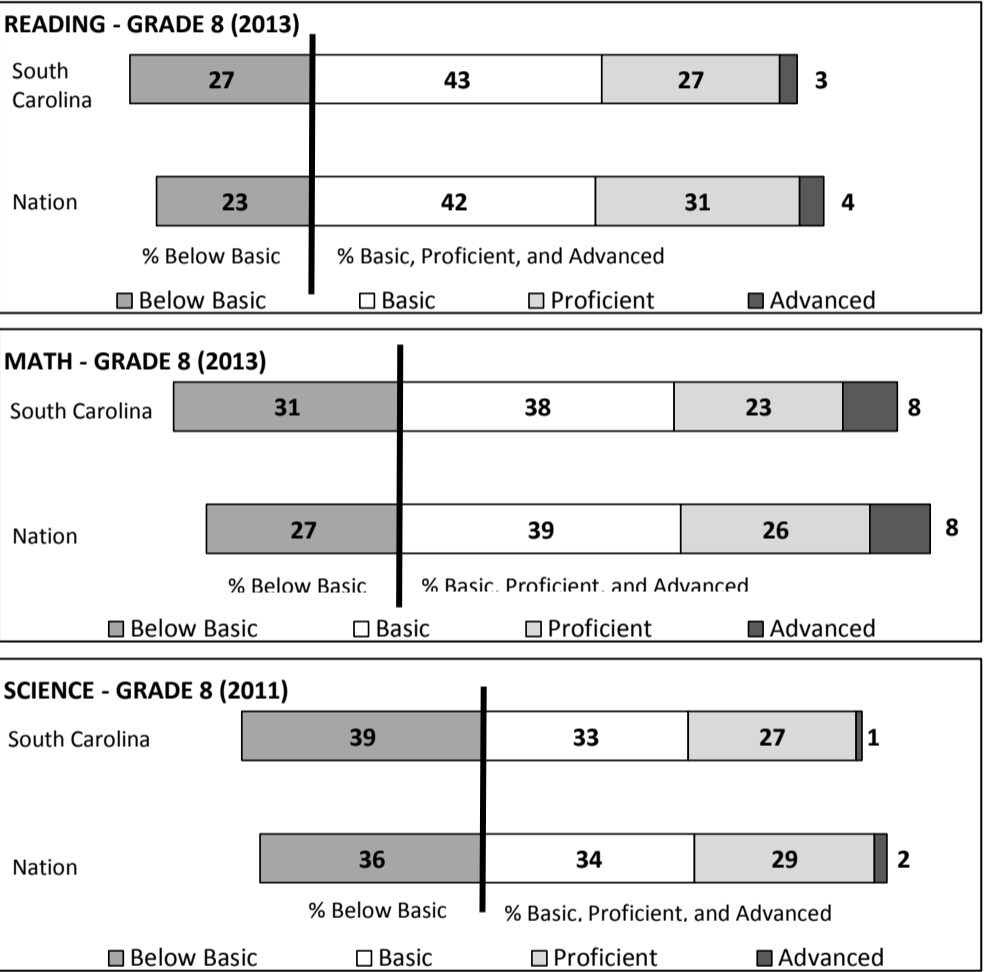 READING - GRADE 8 (2013)
South
Carolina
27 43 27 3
Nation 23 42 31 4
% Below Basic % Basic, Proficient, and Advanced
Below Basic Basic Proficient Advanced
MATH - GRADE 8 (2013)
South Carolina 31 38 23 8
Nation 27 39 26 8
% Below Basic % Basic, Proficient, and Advanced
Below Basic Basic Proficient Advanced
SCIENCE - GRADE 8 (2011)
South Carolina 39 33 27 1
Nation 36 34 29 2
% Below Basic % Basic, Proficient, and Advanced
Below Basic Basic Proficient Advanced